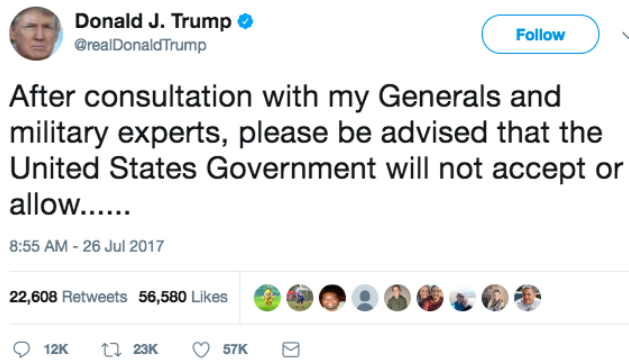 Donald J. Trump
@realDonaldTrump
Follow
After consultation with my Generals and
military experts, please be advised that the
United States Government will not accept or
allow......
8:55 AM - 26 Jul 2017
22,608 Retweets 56,580 Likes
12K 23K 57K